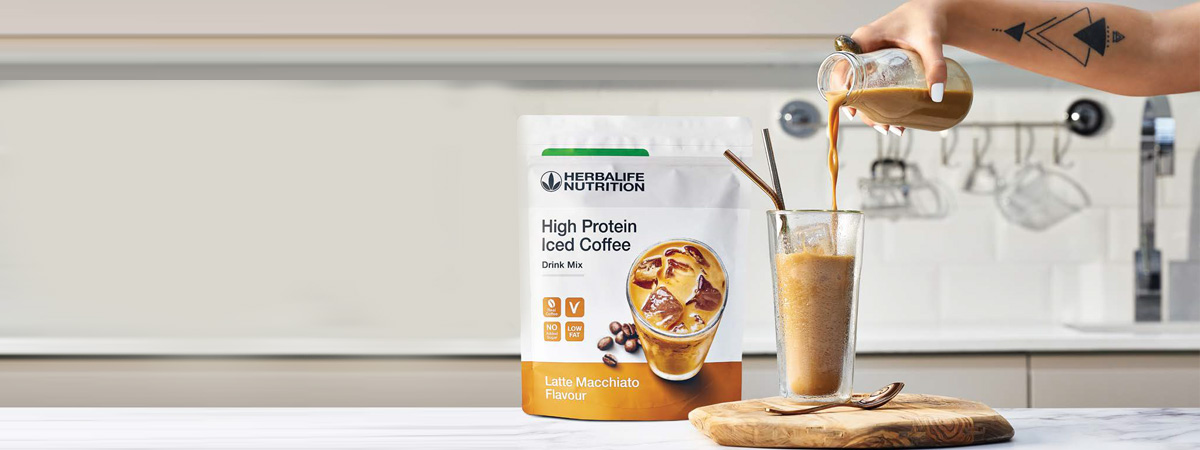 HERBALIFE
NUTRITION
High Protein
Iced Coffee
Drink Mix
NO
LOW
FAT
Latte Macchiato
Flavour